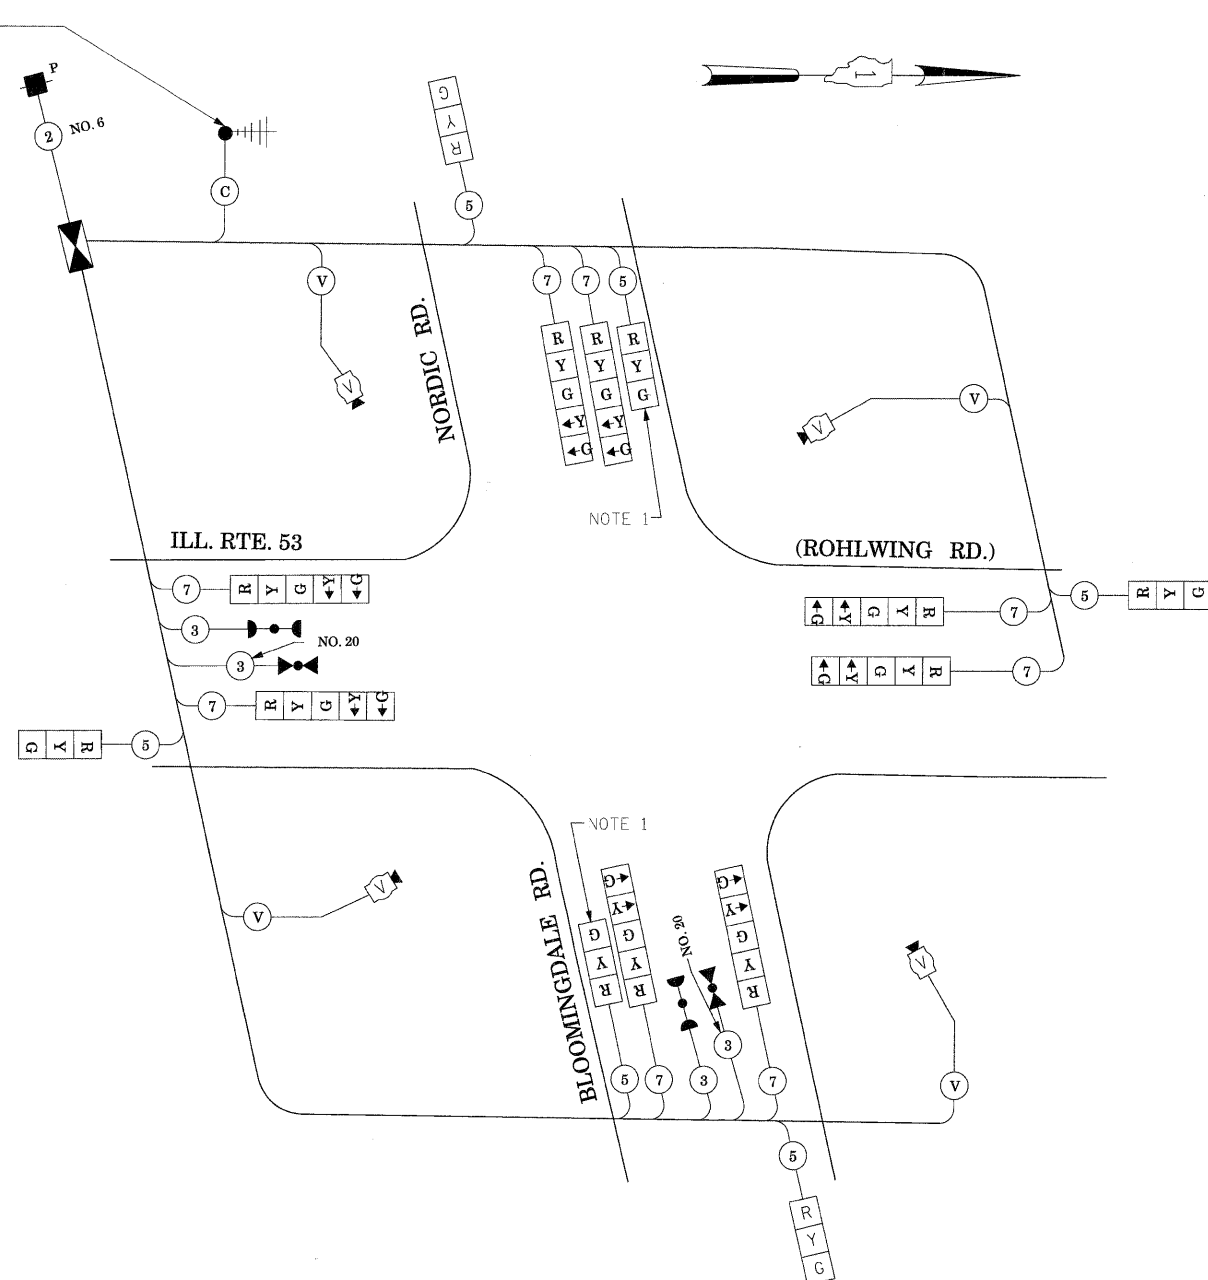 P
2
NO. 6
C
G
Y
R
5
1
V
V
7
7
5
R
Y
G
←Y
←G
R
Y
G
←Y
←G
R
Y
G
NOTE 1
NORDIC RD.
V
V
ILL. RTE. 53
(ROHLWING RD.)
7
R Y G ←Y ←G
3
NO. 20
3
7
R Y G ←Y ←G
G Y R
5
5
R Y G
←G ←Y G Y R
7
←G ←Y G Y R
7
NOTE 1
BLOOMINGDALE RD.
V
V
G
Y
R
5
←G
←Y
G
Y
R
7
NO. 20
3
3
←G
←Y
G
Y
R
7
V
V
5
R
Y
G